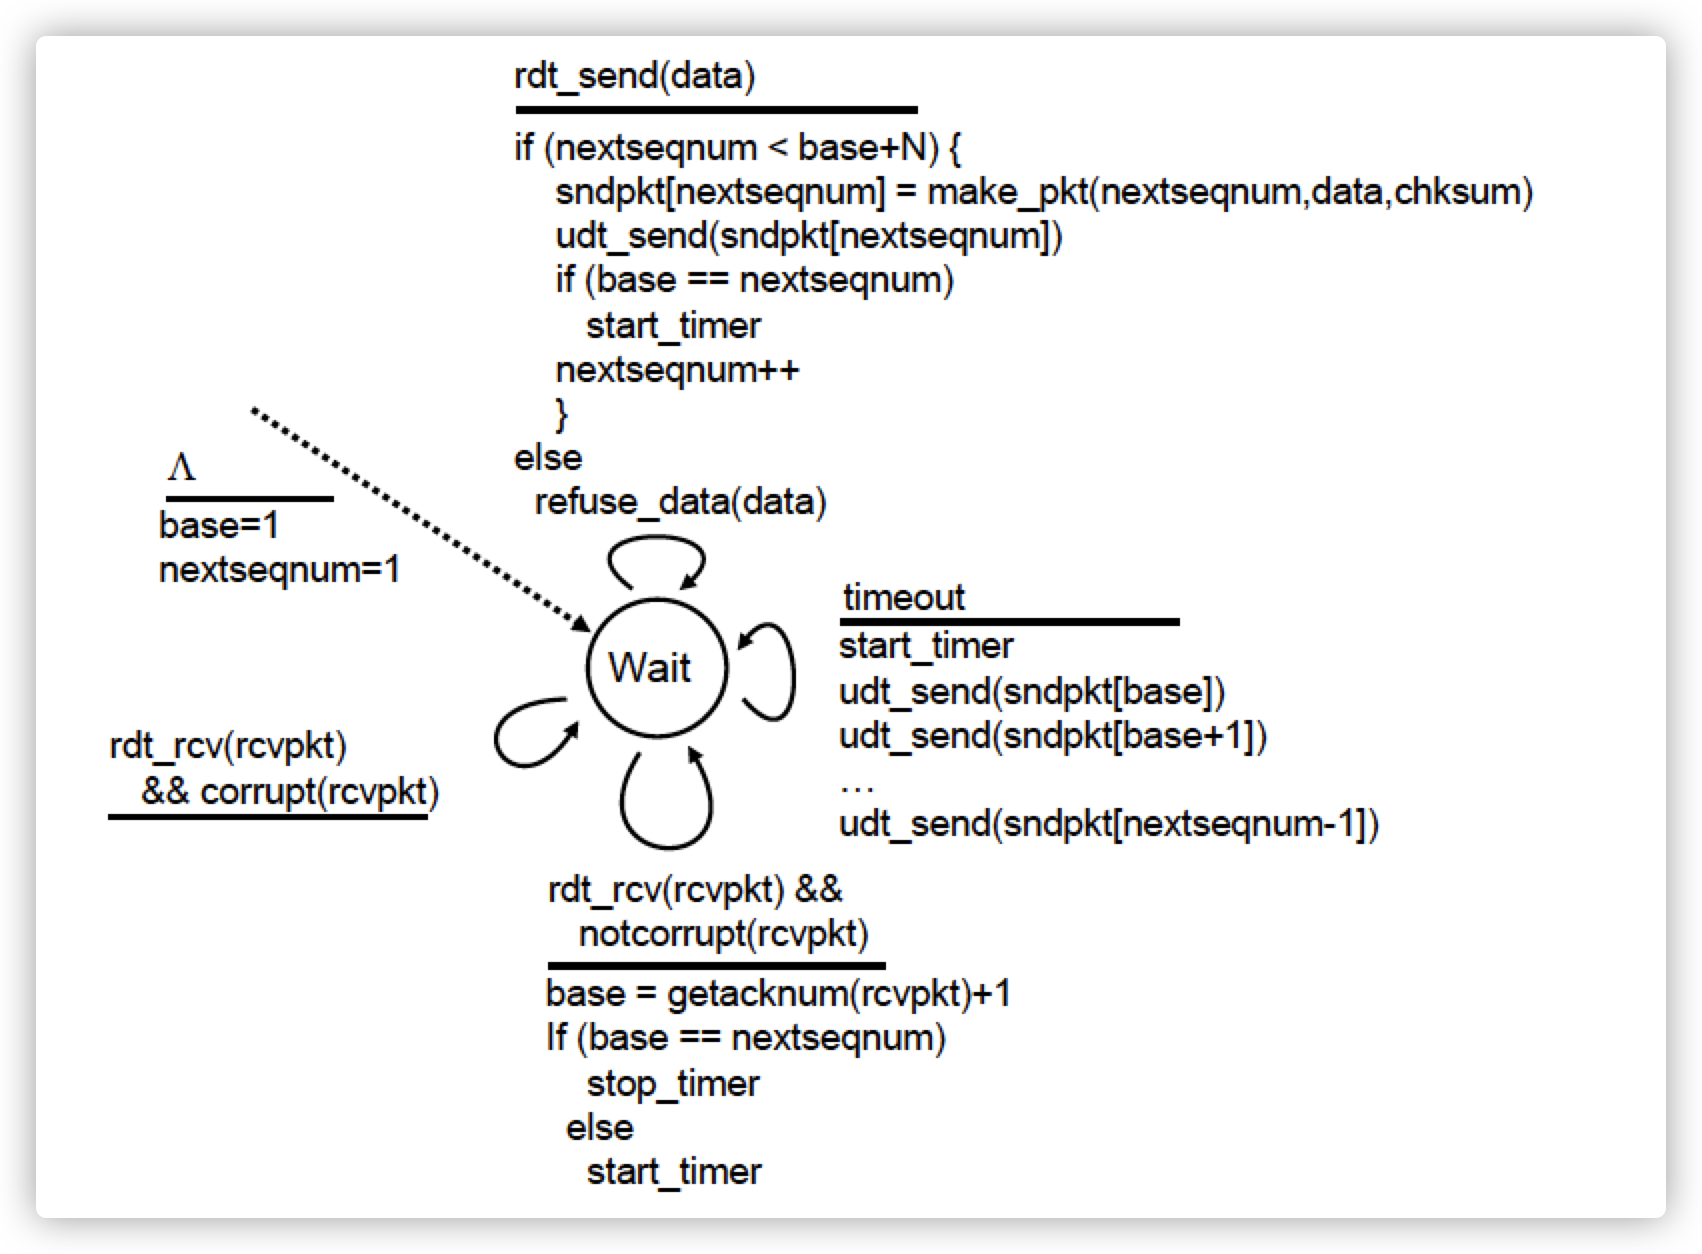 rdt_send(data)
if (nextseqnum < base+N) {
sndpkt[nextseqnum] = make_pkt(nextseqnum,data,chksum)
udt_send(sndpkt[nextseqnum])
if (base == nextseqnum)
start_timer
nextseqnum++
}
else
refuse_data(data)
Λ
base=1
nextseqnum=1
Wait
timeout
start_timer
udt_send(sndpkt[base])
udt_send(sndpkt[base+1])
…
udt_send(sndpkt[nextseqnum-1])
rdt_rcv(rcvpkt)
&& corrupt(rcvpkt)
rdt_rcv(rcvpkt) &&
notcorrupt(rcvpkt)
base = getacknum(rcvpkt)+1
If (base == nextseqnum)
stop_timer
else
start_timer